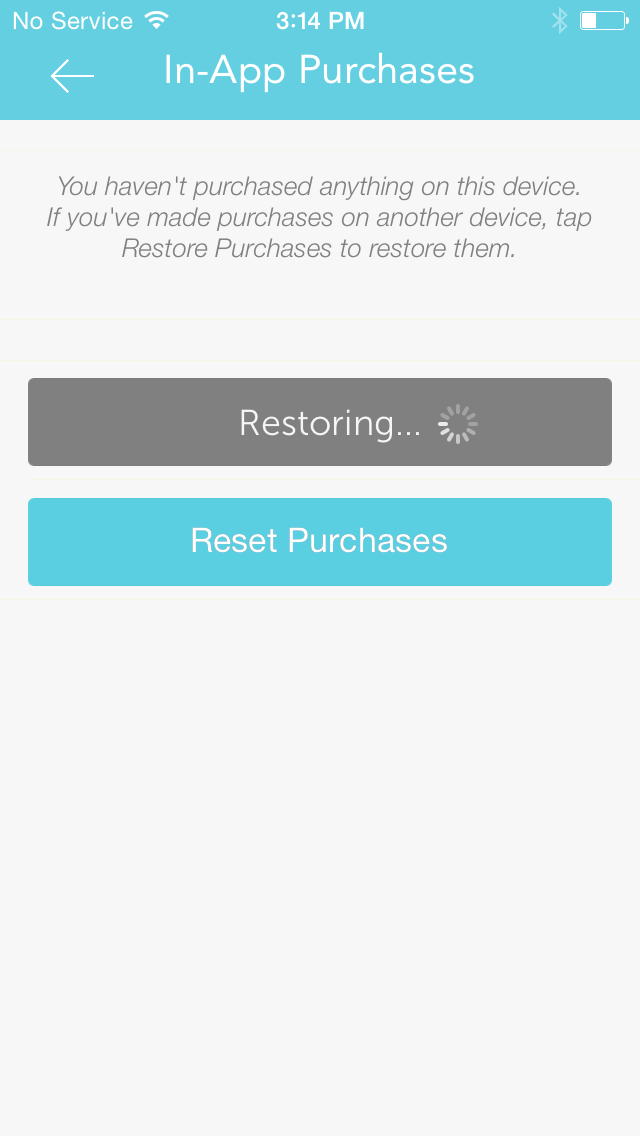 No Service 3:14 PM
In-App Purchases
You haven't purchased anything on this device.
If you've made purchases on another device, tap
Restore Purchases to restore them.
Restoring...
Reset Purchases